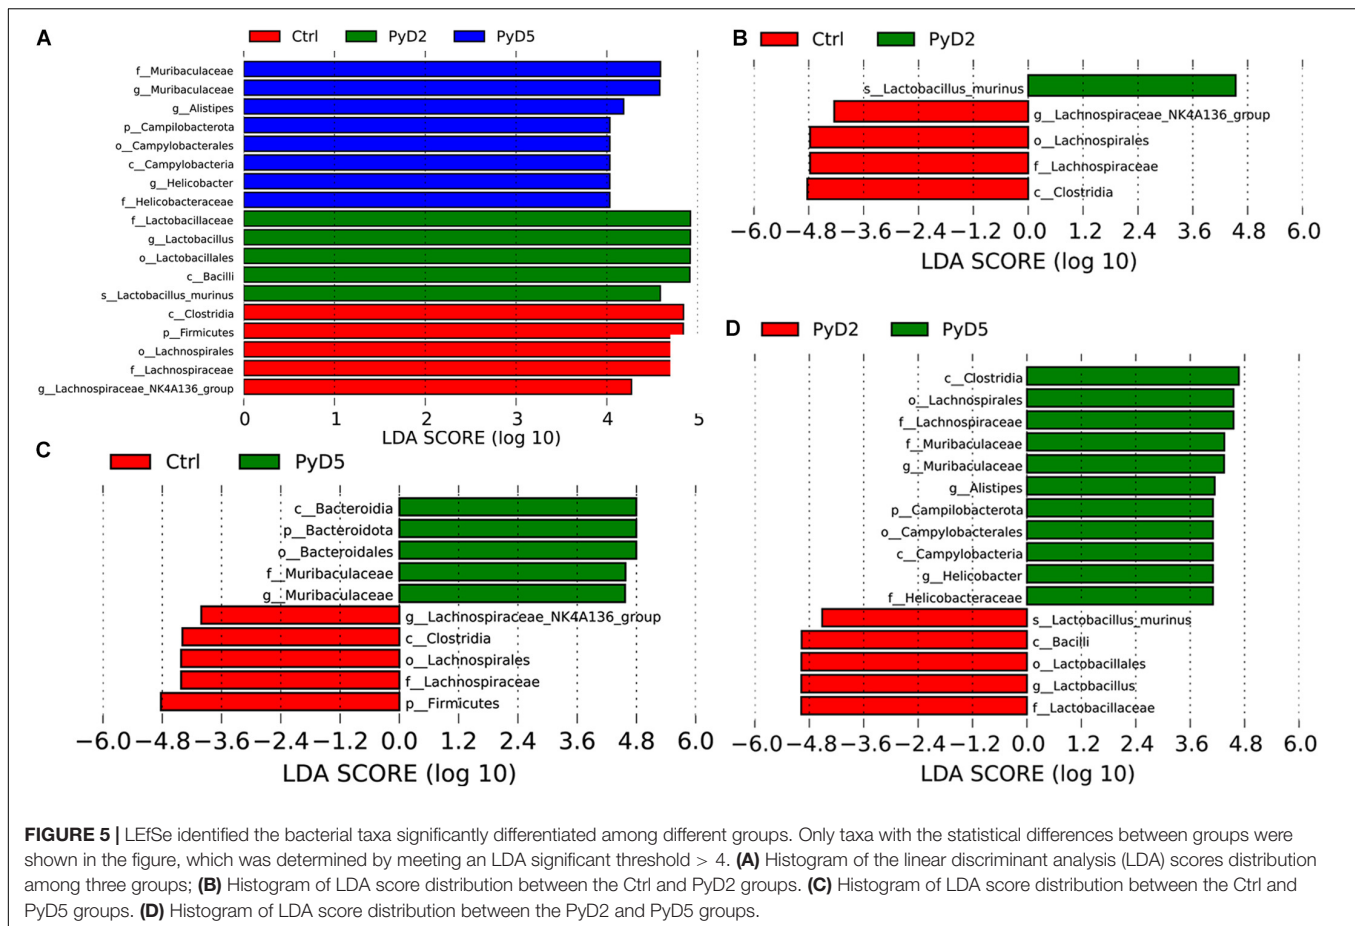 A
Ctrl PyD2 PyD5
f__Muribaculaceae
g__Muribaculaceae
g__Alistipes
p__Campilobacterota
o__Campylobacterales
c__Campylobacteria
g__Helicobacter
f__Helicobacteraceae
f__Lactobacillaceae
g__Lactobacillus
o__Lactobacillales
c__Bacilli
s__Lactobacillus_murinus
c__Clostridia
p__Firmicutes
o__Lachnospirales
f__Lachnospiraceae
g__Lachnospiraceae_NK4A136_group
0 1 2 3 4 5
LDA SCORE (log 10)
B
Ctrl PyD2
s__Lactobacillus_murinus
g__Lachnospiraceae_NK4A136_group
o__Lachnospirales
f__Lachnospiraceae
c__Clostridia
−6.0 −4.8 −3.6 −2.4 −1.2 0.0 1.2 2.4 3.6 4.8 6.0
LDA SCORE (log 10)
C
Ctrl PyD5
c__Bacteroidia
p__Bacteroidota
o__Bacteroidales
f__Muribaculaceae
g__Muribaculaceae
g__Lachnospiraceae_NK4A136_group
c__Clostridia
o__Lachnospirales
f__Lachnospiraceae
p__Firmicutes
−6.0 −4.8 −3.6 −2.4 −1.2 0.0 1.2 2.4 3.6 4.8 6.0
LDA SCORE (log 10)
D
PyD2 PyD5
c__Clostridia
o__Lachnospirales
f__Lachnospiraceae
f__Muribaculaceae
g__Muribaculaceae
g__Alistipes
p__Campilobacterota
o__Campylobacterales
c__Campylobacteria
g__Helicobacter
f__Helicobacteraceae
s__Lactobacillus_murinus
c__Bacilli
o__Lactobacillales
g__Lactobacillus
f__Lactobacillaceae
−6.0 −4.8 −3.6 −2.4 −1.2 0.0 1.2 2.4 3.6 4.8 6.0
LDA SCORE (log 10)
FIGURE 5 | LEfSe identified the bacterial taxa significantly differentiated among different groups. Only taxa with the statistical differences between groups were
shown in the figure, which was determined by meeting an LDA significant threshold > 4. (A) Histogram of the linear discriminant analysis (LDA) scores distribution
among three groups; (B) Histogram of LDA score distribution between the Ctrl and PyD2 groups. (C) Histogram of LDA score distribution between the Ctrl and
PyD5 groups. (D) Histogram of LDA score distribution between the PyD2 and PyD5 groups.